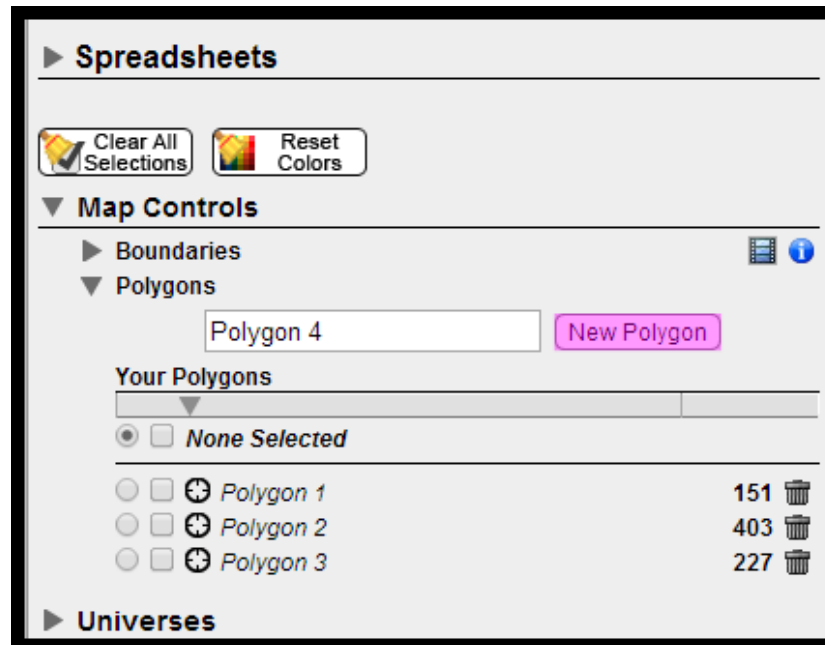 Spreadsheets
Clear All Selections
Reset Colors
Map Controls
Boundaries
Polygons
Polygon 4 New Polygon
Your Polygons
None Selected
Polygon 1 151
Polygon 2 403
Polygon 3 227
Universes